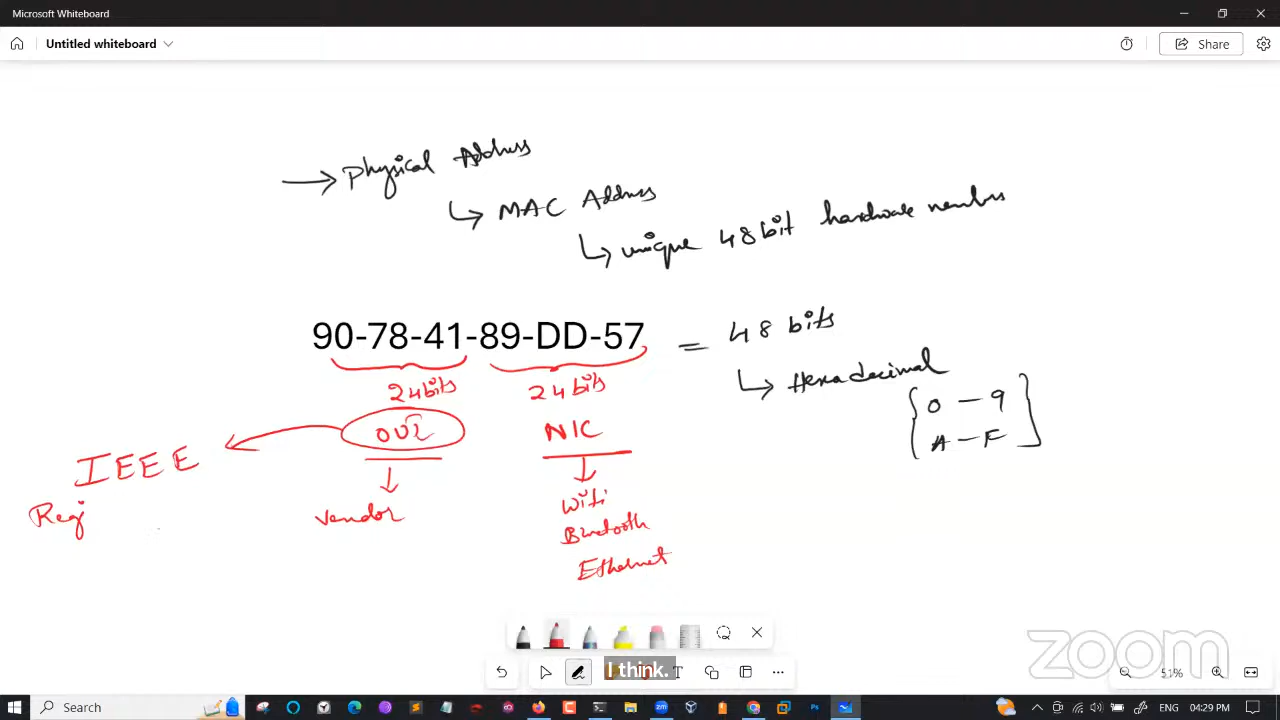 Microsoft Whiteboard
Untitled whiteboard
Share
Physical Address
MAC Address
unique 48 bit hardware number
90-78-41-89-DD-57
= 48 bits
Hexadecimal
0 - 9
A - F
24 bits
24 bits
OUI
NIC
IEEE
Reg
Vendor
Wifi
Bluetooth
Ethernet
I think.
T
zoom
51%
Search
ENG
04:29 PM